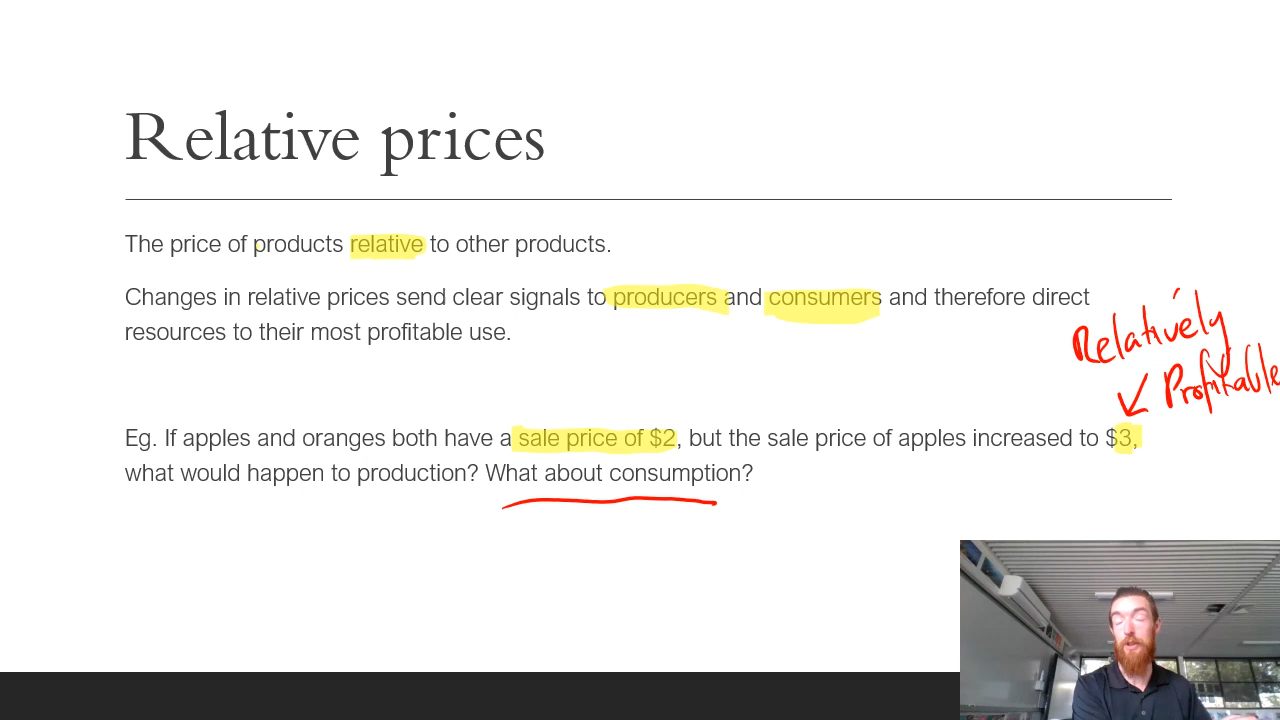 Relative prices
The price of products relative to other products.
Changes in relative prices send clear signals to producers and consumers and therefore direct
resources to their most profitable use.
Relatively
Profitable
Eg. If apples and oranges both have a sale price of $2, but the sale price of apples increased to $3,
what would happen to production? What about consumption?